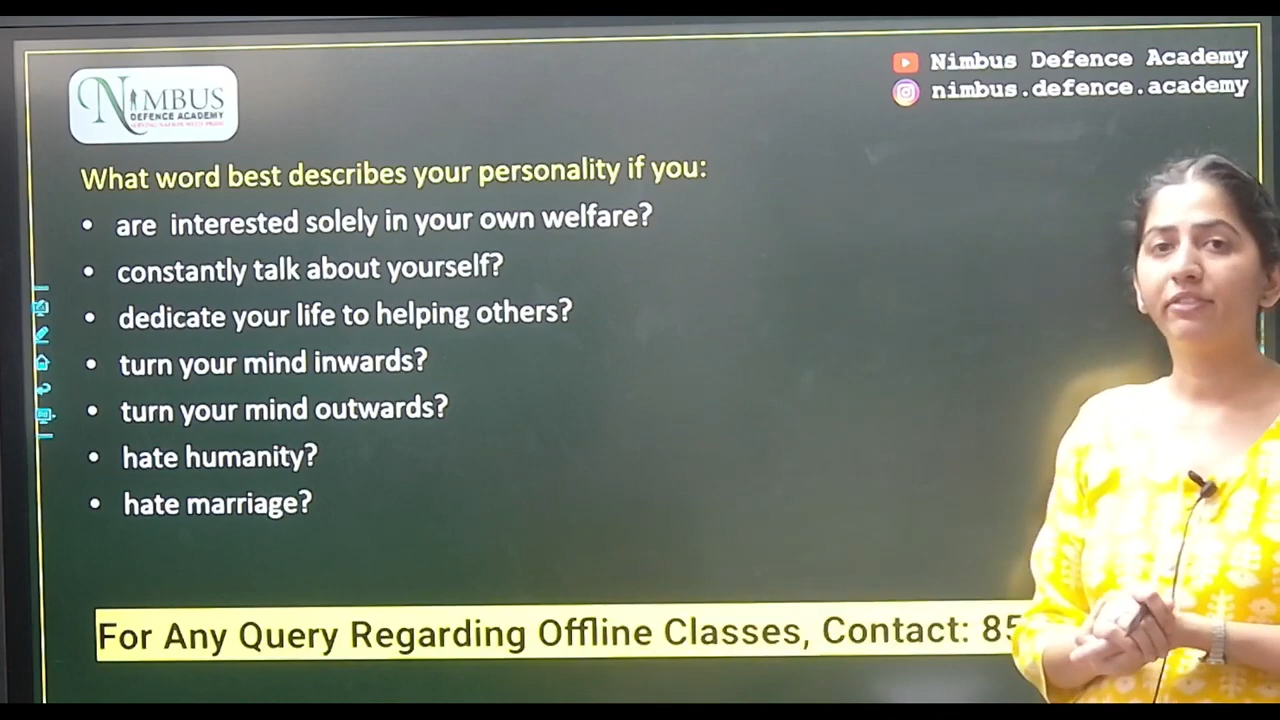 Nimbus Defence Academy
nimbus.defence.academy
NIMBUS
DEFENCE ACADEMY
What word best describes your personality if you:
• are interested solely in your own welfare?
• constantly talk about yourself?
• dedicate your life to helping others?
• turn your mind inwards?
• turn your mind outwards?
• hate humanity?
• hate marriage?
For Any Query Regarding Offline Classes, Contact: 85